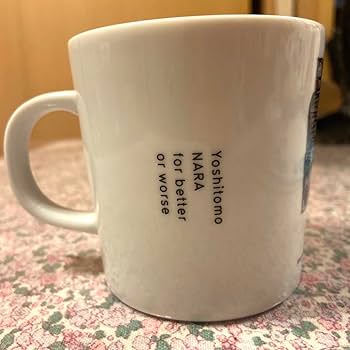 Yoshitomo
NARA
for better
or worse